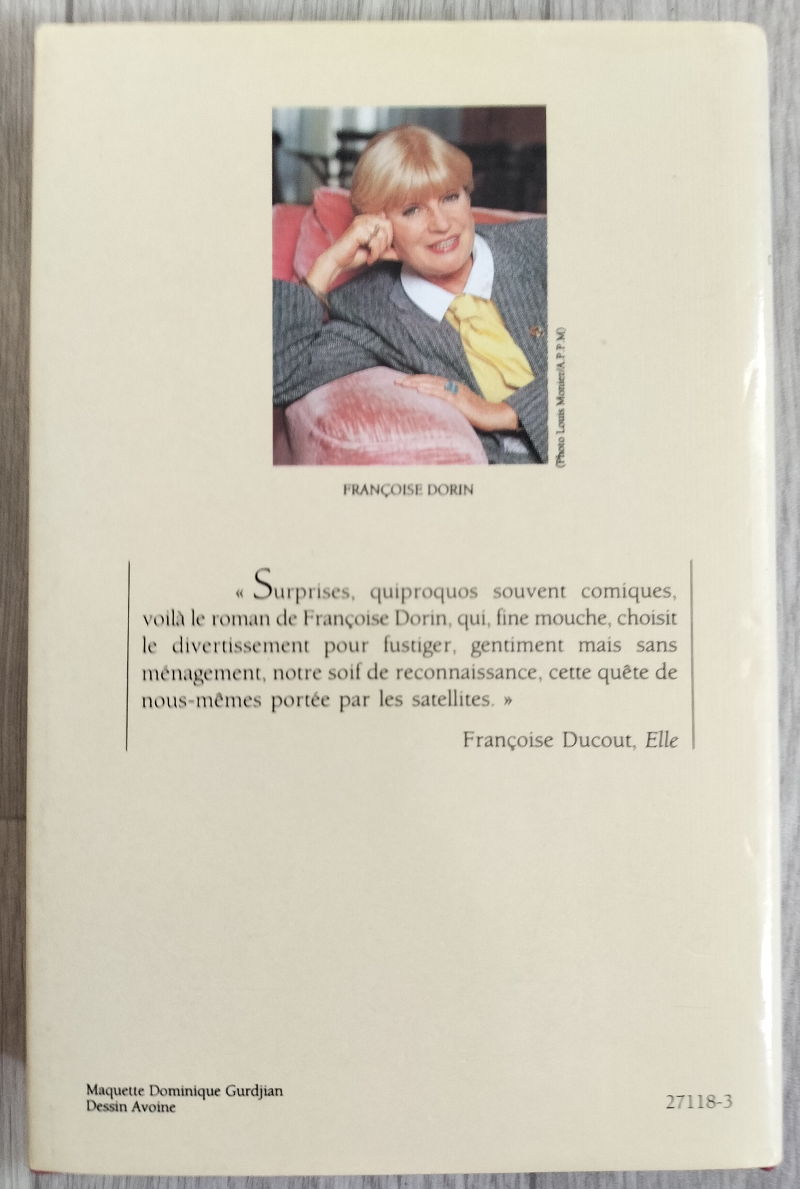 (Photo Louis Monier/A.P.P.M)
FRANÇOISE DORIN
« Surprises, quiproquos souvent comiques,
voilà le roman de Françoise Dorin, qui, fine mouche, choisit
le divertissement pour fustiger, gentiment mais sans
ménagement, notre soif de reconnaissance, cette quête de
nous-mêmes portée par les satellites. »
Françoise Ducout, Elle
Maquette Dominique Gurdjian
Dessin Avoine
27118-3